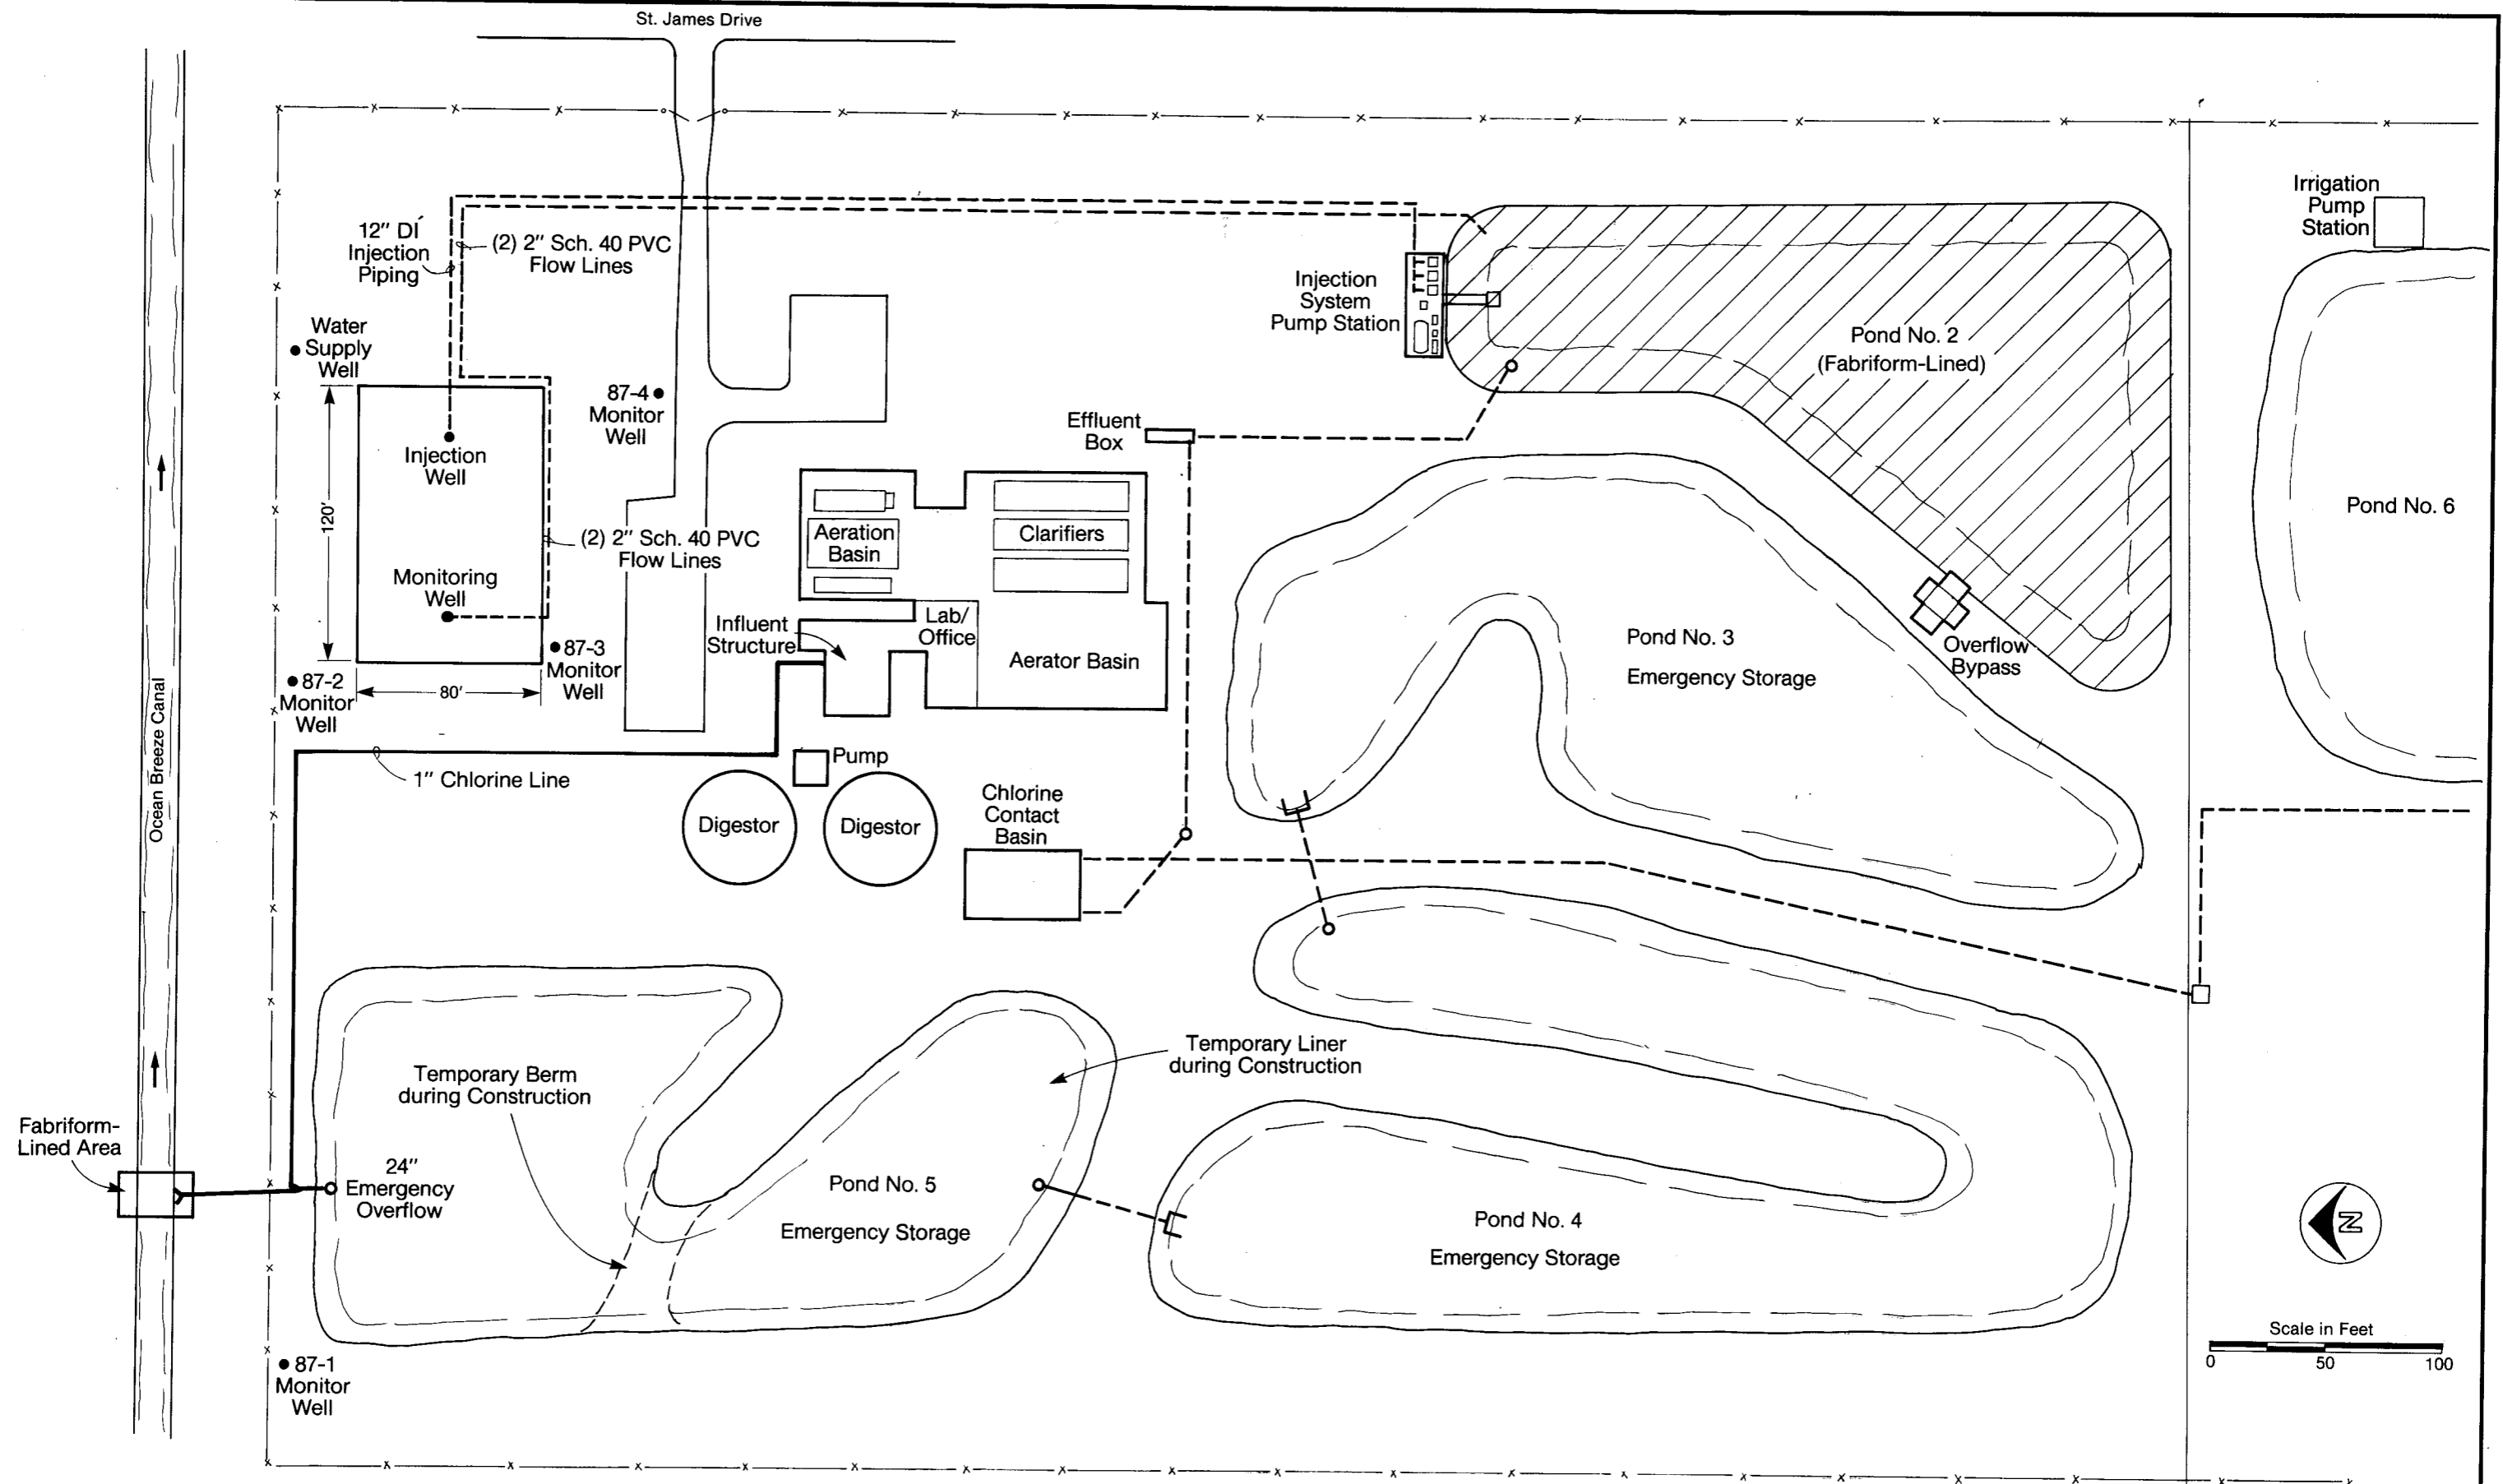 St. James Drive
Irrigation
Pump
Station
12" DI
Injection
Piping
(2) 2" Sch. 40 PVC
Flow Lines
Injection
System
Pump Station
Pond No. 2
(Fabriform-Lined)
Water
Supply
Well
87-4
Monitor
Well
Effluent
Box
Injection
Well
120'
Pond No. 6
Aeration
Basin
Clarifiers
(2) 2" Sch. 40 PVC
Flow Lines
Monitoring
Well
Influent
Structure
Lab/
Office
Aerator Basin
Pond No. 3
Emergency Storage
Overflow
Bypass
87-3
Monitor
Well
87-2
Monitor
Well
80'
Ocean Breeze Canal
1" Chlorine Line
Pump
Digestor
Digestor
Chlorine
Contact
Basin
Temporary Liner
during Construction
Temporary Berm
during Construction
Fabriform-
Lined Area
24"
Emergency
Overflow
Pond No. 5
Emergency Storage
Pond No. 4
Emergency Storage
N
Scale in Feet
0 50 100
87-1
Monitor
Well